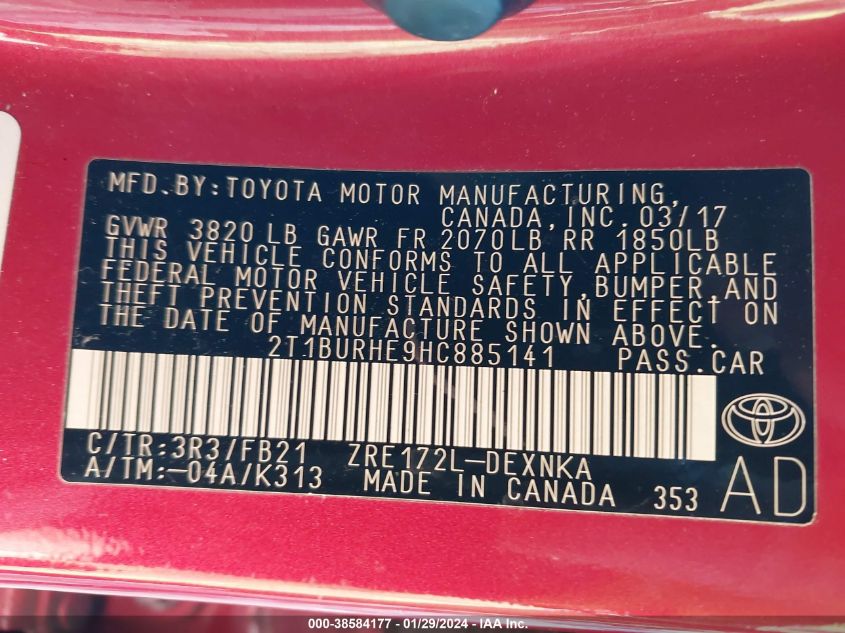 MFD.BY:TOYOTA MOTOR MANUFACTURING,
CANADA,INC.03/17
GVWR 3820 LB GAWR FR 2070LB RR 1850LB
THIS VEHICLE CONFORMS TO ALL APPLICABLE
FEDERAL MOTOR VEHICLE SAFETY,BUMPER,AND
THEFT PREVENTION STANDARDS IN EFFECT ON
THE DATE OF MANUFACTURE SHOWN ABOVE.
2T1BURHE9HC885141 PASS.CAR
C/TR:3R3/FB21 ZRE172L-DEXNKA
A/TM:-04A/K313 MADE IN CANADA 353
AD
000-38584177 - 01/29/2024 - IAA Inc.